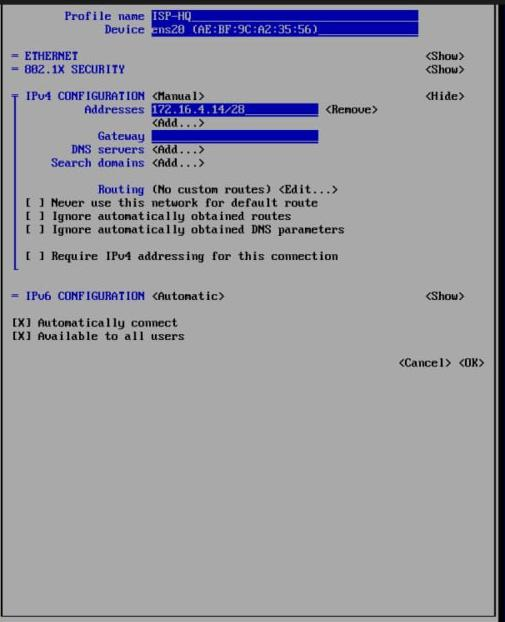 Profile name ISP-HQ
Device ens20 (AE:BF:9C:A2:35:56)
= ETHERNET <Show>
= 802.1X SECURITY <Show>
IPv4 CONFIGURATION <Manual> <Hide>
Addresses 172.16.4.14/28 <Remove>
<Add...>
Gateway
DNS servers <Add...>
Search domains <Add...>
Routing (No custom routes) <Edit...>
[ ] Never use this network for default route
[ ] Ignore automatically obtained routes
[ ] Ignore automatically obtained DNS parameters
[ ] Require IPv4 addressing for this connection
= IPv6 CONFIGURATION <Automatic> <Show>
[X] Automatically connect
[X] Available to all users
<Cancel> <OK>